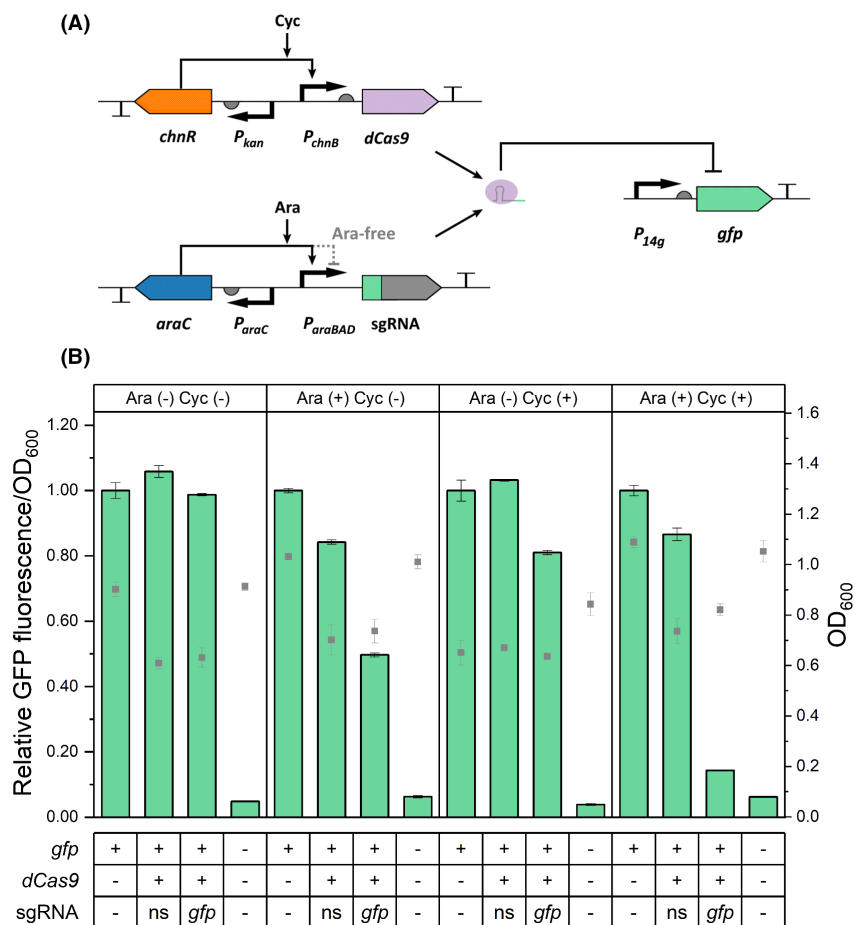 (A)
Cyc
chnR P_kan P_chnB dCas9
Ara
Ara-free
P_14g gfp
araC P_araC P_araBAD sgRNA
(B)
Ara (-) Cyc (-) Ara (+) Cyc (-) Ara (-) Cyc (+) Ara (+) Cyc (+)
Relative GFP fluorescence/OD600
1.20
1.00
0.80
0.60
0.40
0.20
0.00
1.6
1.4
1.2
1.0
0.8
0.6
0.4
0.2
0.0
OD600
gfp + + + - + + + - + + + - + + + -
dCas9 - + + - - + + - - + + - - + + -
sgRNA - ns gfp - - ns gfp - - ns gfp - - ns gfp -